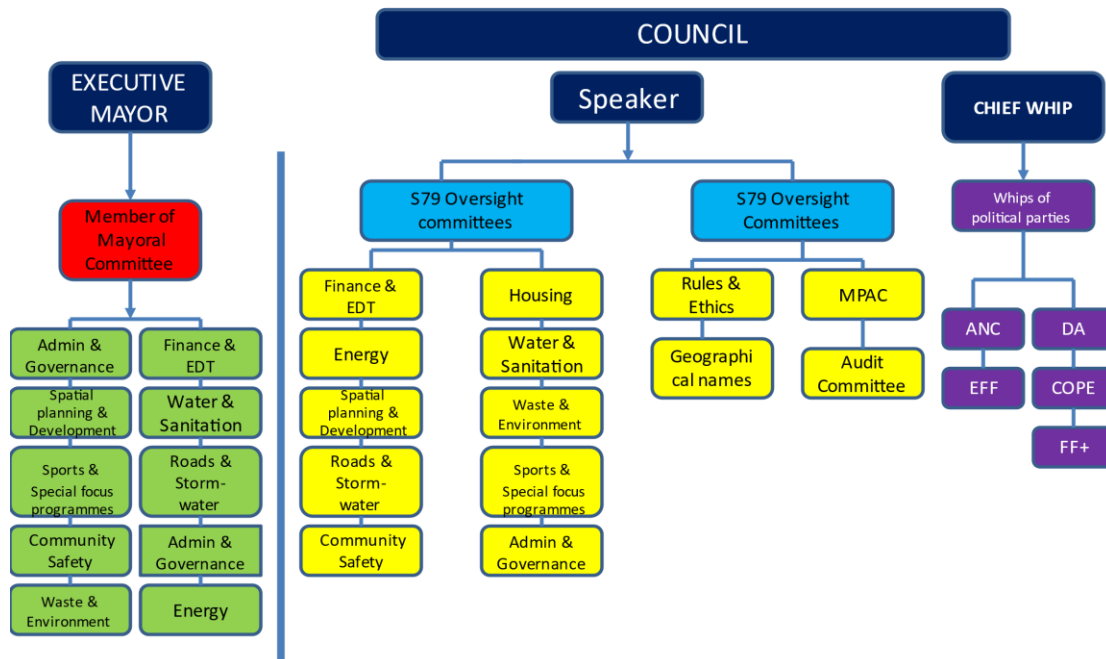 COUNCIL
EXECUTIVE
MAYOR
Speaker
CHIEF WHIP
Member of
Mayoral
Committee
Admin &
Governance
Spatial
planning &
Development
Sports &
Special focus
programmes
Community
Safety
Waste &
Environment
Finance &
EDT
Water &
Sanitation
Roads &
Storm-
water
Admin &
Governance
Energy
S79 Oversight
committees
Finance &
EDT
Energy
Spatial
planning &
Development
Roads &
Storm-
water
Community
Safety
Housing
Water &
Sanitation
Waste &
Environment
Sports &
Special focus
programmes
Admin &
Governance
S79 Oversight
Committees
Rules &
Ethics
Geographi
cal names
MPAC
Audit
Committee
Whips of
political parties
ANC
EFF
DA
COPE
FF+